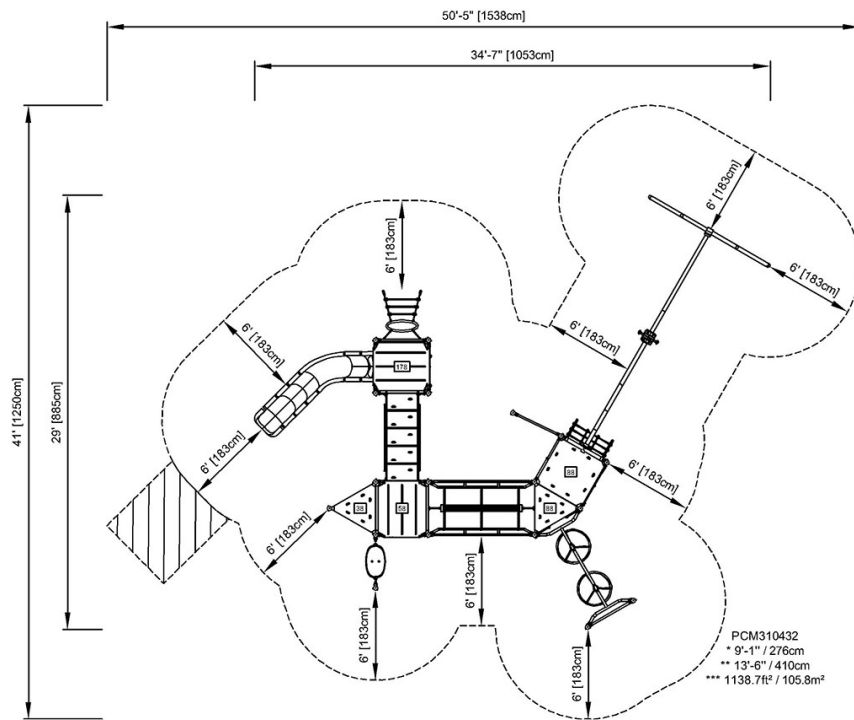 50'-5" [1538cm]
34'-7" [1053cm]
41' [1250cm]
29' [885cm]
6' [183cm]
6' [183cm]
6' [183cm]
6' [183cm]
6' [183cm]
178
6' [183cm]
88
6' [183cm]
38
58
88
6' [183cm]
6' [183cm]
6' [183cm]
6' [183cm]
PCM310432
* 9'-1" / 276cm
** 13'-6" / 410cm
*** 1138.7ft² / 105.8m²